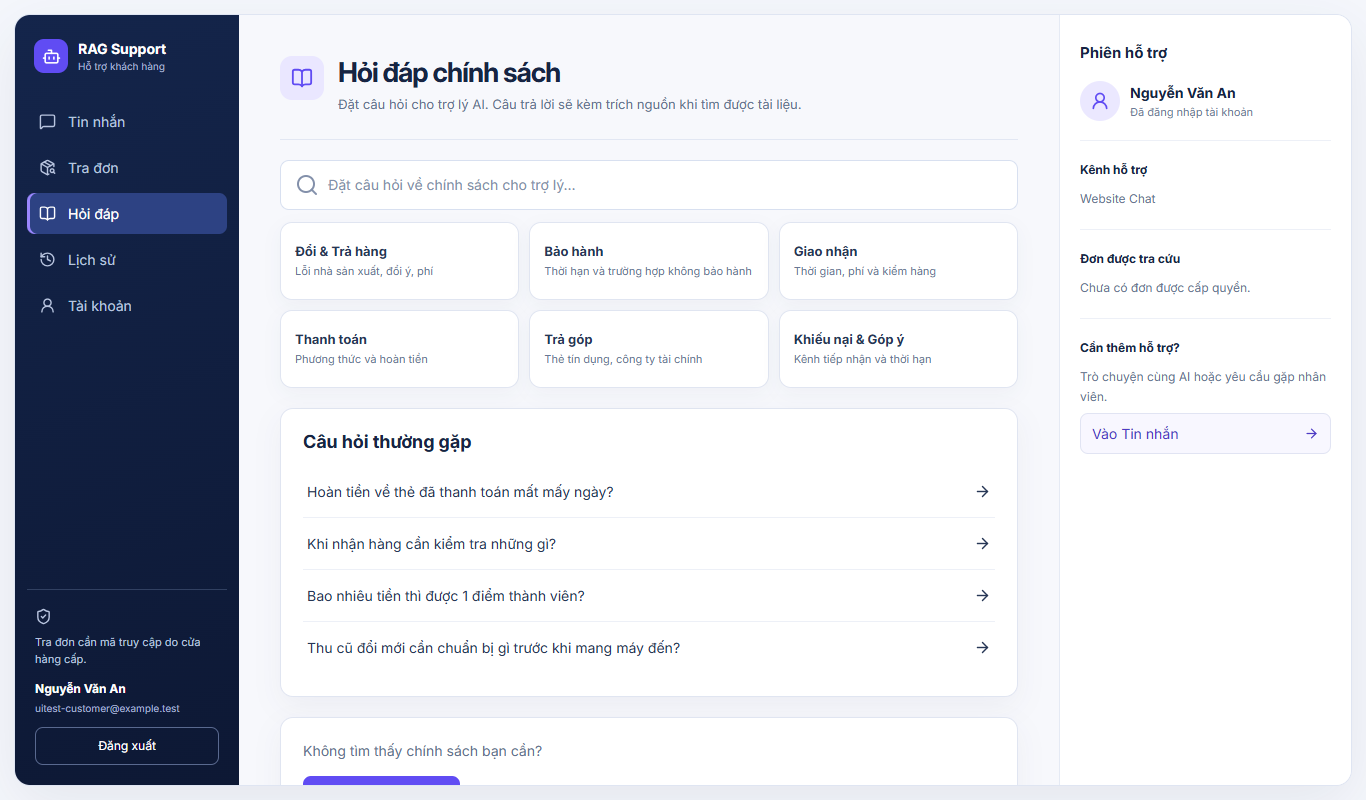 RAG Support
Hỗ trợ khách hàng
Tin nhắn
Tra đơn
Hỏi đáp
Lịch sử
Tài khoản
Tra đơn cần mã truy cập do cửa
hàng cấp.
Nguyễn Văn An
uitest-customer@example.test
Đăng xuất
Hỏi đáp chính sách
Đặt câu hỏi cho trợ lý AI. Câu trả lời sẽ kèm trích nguồn khi tìm được tài liệu.
Đặt câu hỏi về chính sách cho trợ lý...
Đổi & Trả hàng
Lỗi nhà sản xuất, đổi ý, phí
Bảo hành
Thời hạn và trường hợp không bảo hành
Giao nhận
Thời gian, phí và kiểm hàng
Thanh toán
Phương thức và hoàn tiền
Trả góp
Thẻ tín dụng, công ty tài chính
Khiếu nại & Góp ý
Kênh tiếp nhận và thời hạn
Câu hỏi thường gặp
Hoàn tiền về thẻ đã thanh toán mất mấy ngày?
Khi nhận hàng cần kiểm tra những gì?
Bao nhiêu tiền thì được 1 điểm thành viên?
Thu cũ đổi mới cần chuẩn bị gì trước khi mang máy đến?
Không tìm thấy chính sách bạn cần?
Phiên hỗ trợ
Nguyễn Văn An
Đã đăng nhập tài khoản
Kênh hỗ trợ
Website Chat
Đơn được tra cứu
Chưa có đơn được cấp quyền.
Cần thêm hỗ trợ?
Trò chuyện cùng AI hoặc yêu cầu gặp nhân
viên.
Vào Tin nhắn